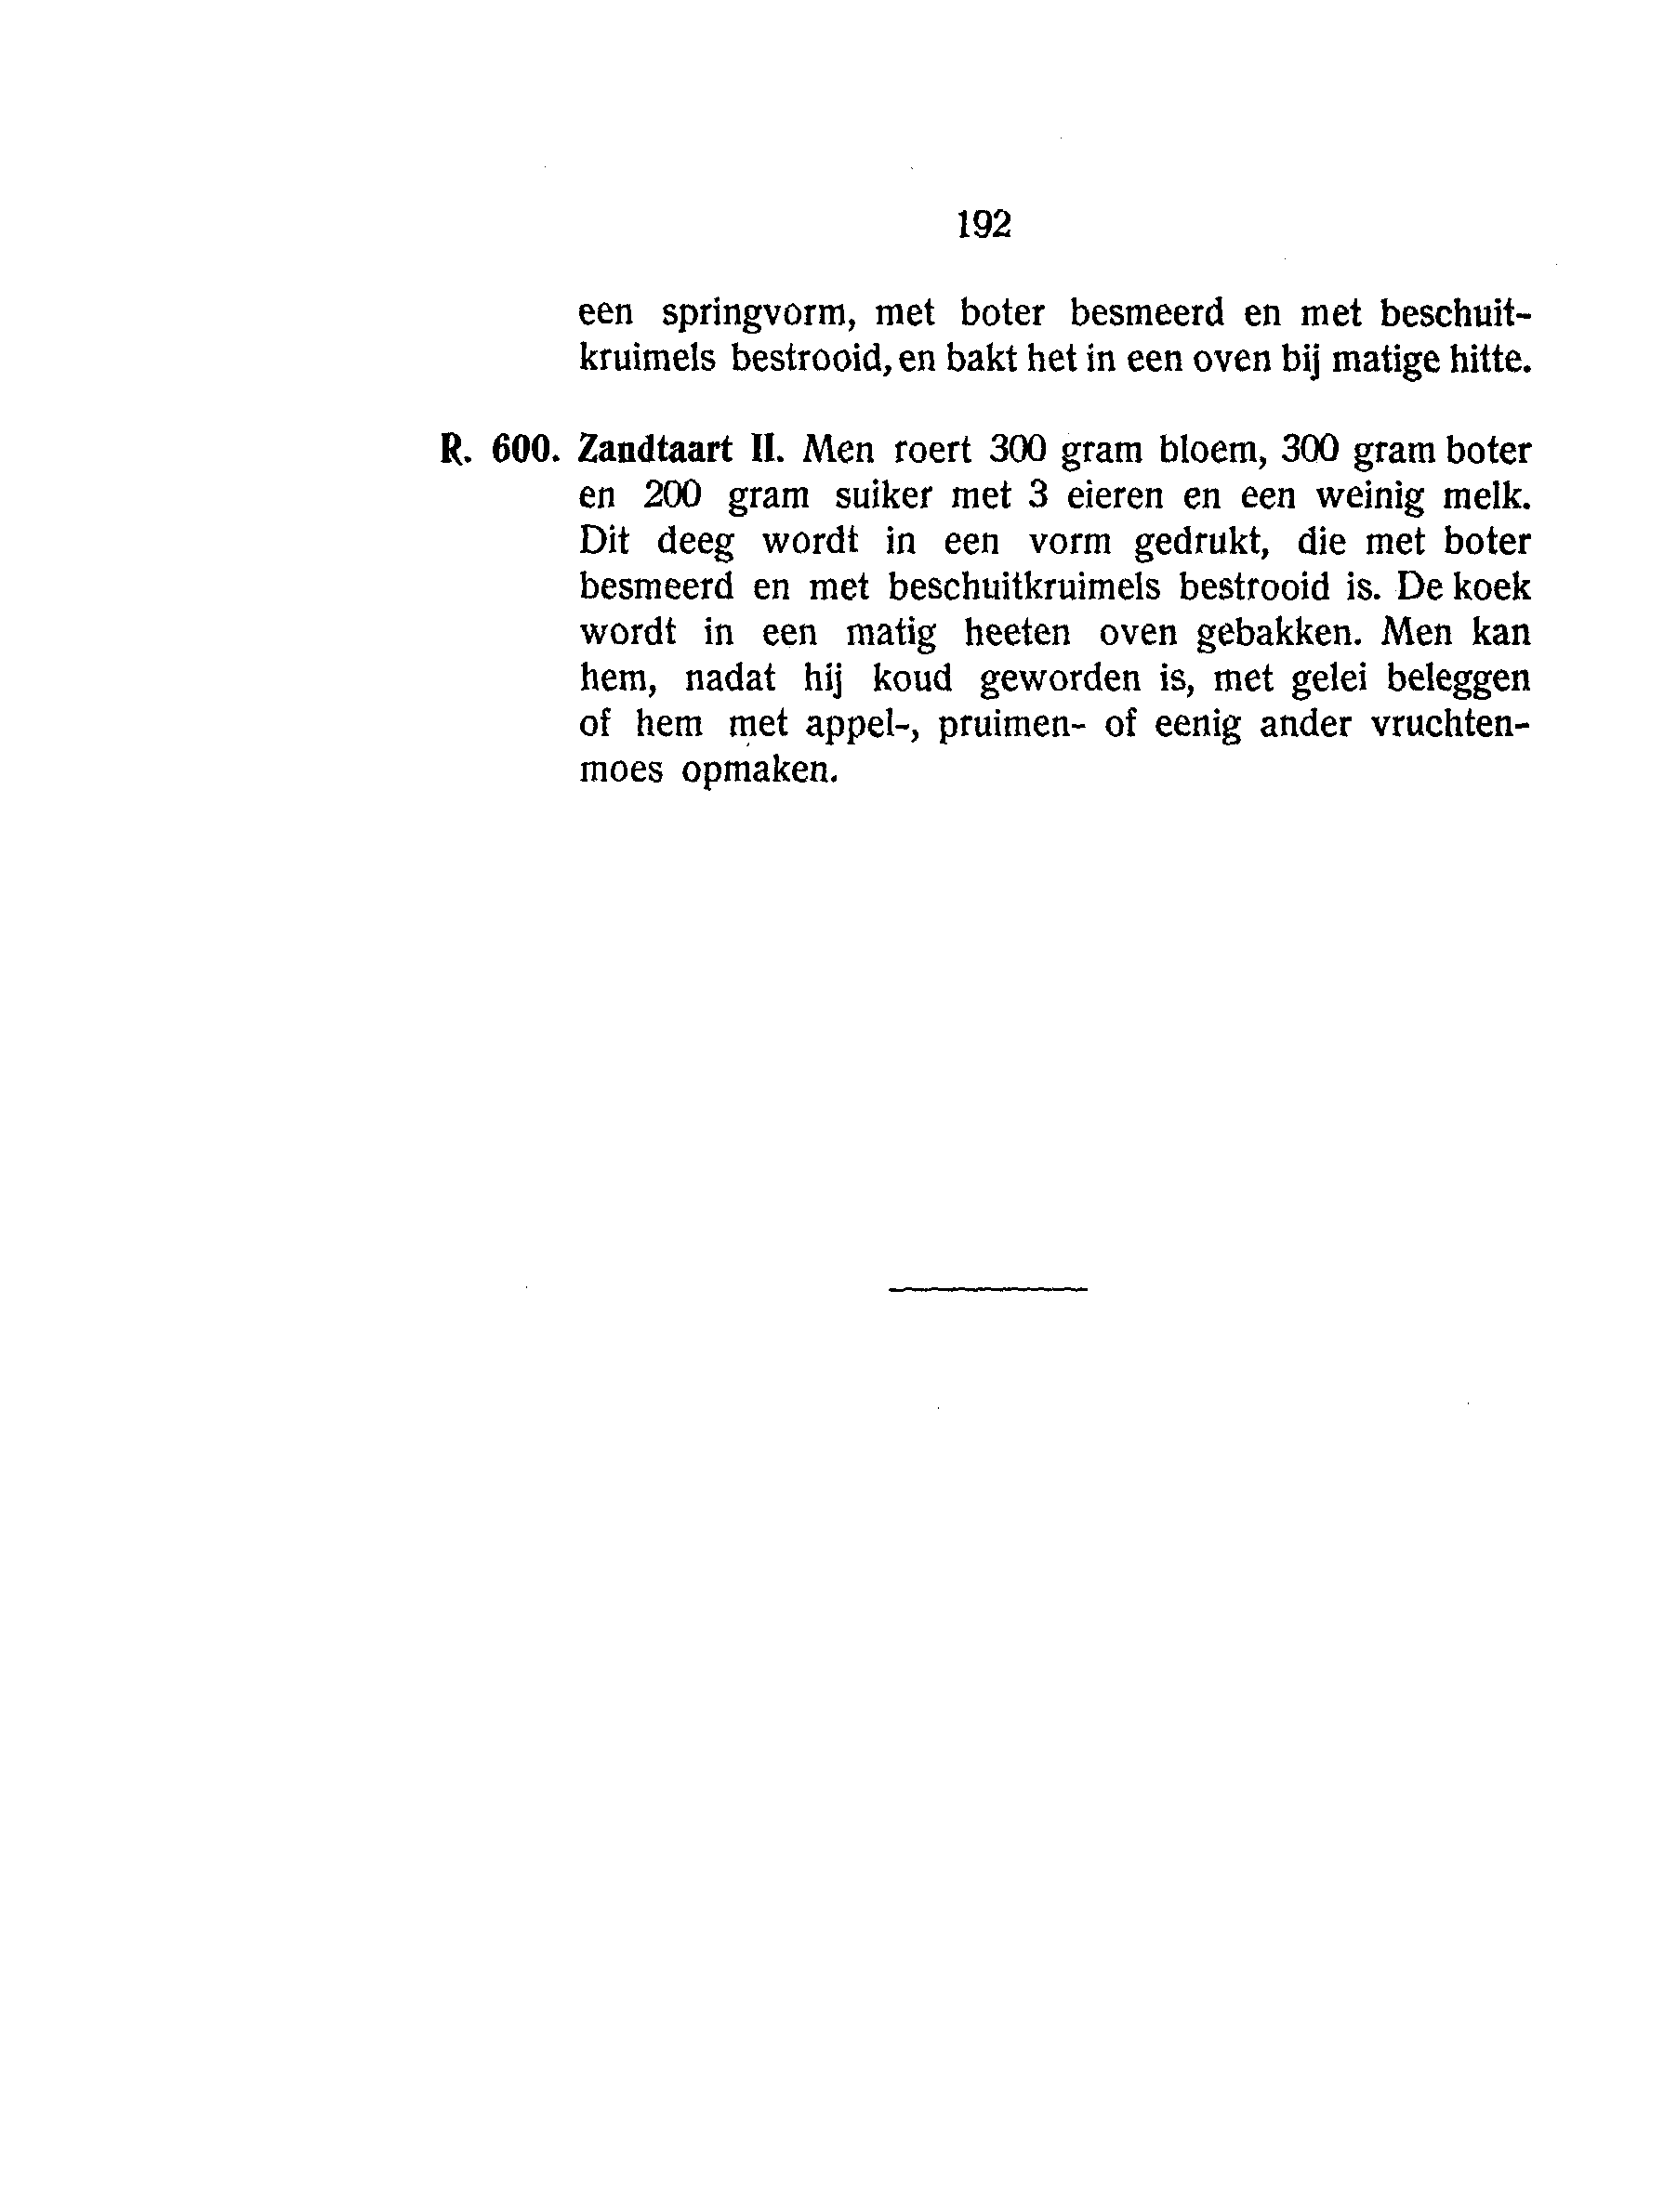 192
een springvorm, met boter besmeerd en met beschuit-
kruimels bestrooid, en bakt het in een oven bij matige hitte.
R. 600. Zandtaart II. Men roert 300 gram bloem, 300 gram boter
en 200 gram suiker met 3 eieren en een weinig melk.
Dit deeg wordt in een vorm gedrukt, die met boter
besmeerd en met beschuitkruimels bestrooid is. De koek
wordt in een matig heeten oven gebakken. Men kan
hem, nadat hij koud geworden is, met gelei beleggen
of hem met appel-, pruimen- of eenig ander vruchten-
moes opmaken.